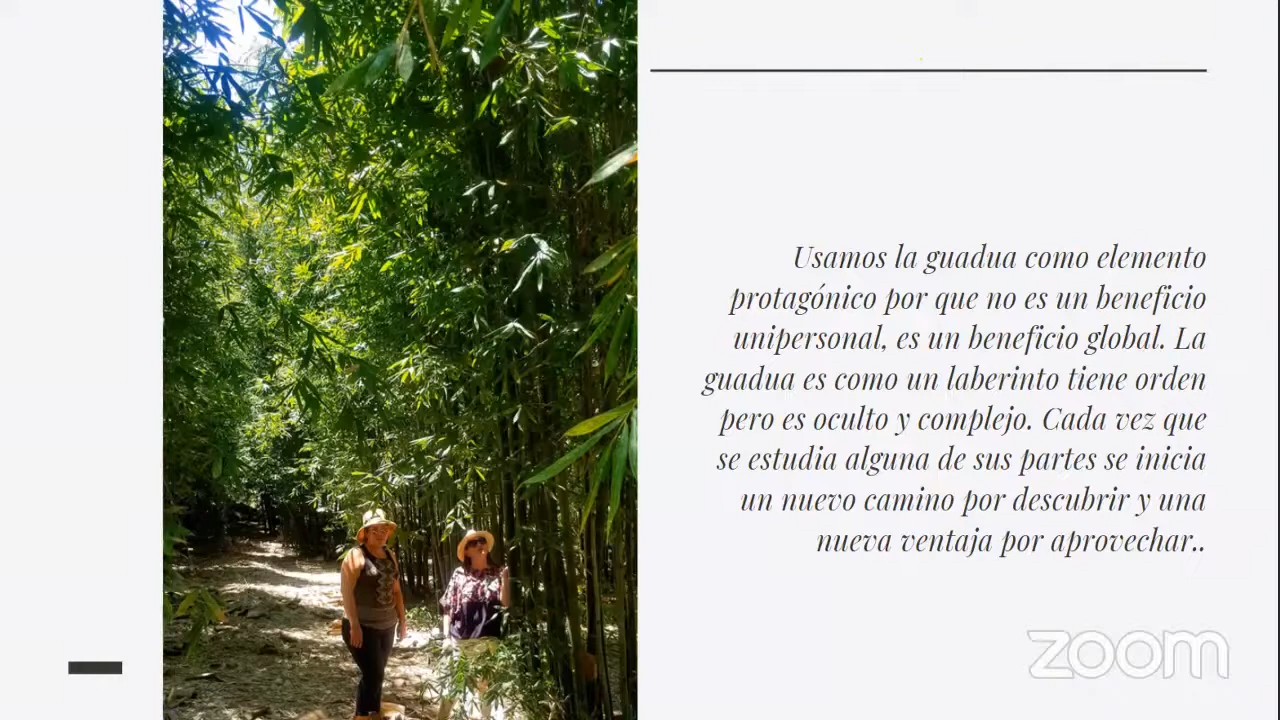 Usamos la guadua como elemento
protagónico por que no es un beneficio
unipersonal, es un beneficio global. La
guadua es como un laberinto tiene orden
pero es oculto y complejo. Cada vez que
se estudia alguna de sus partes se inicia
un nuevo camino por descubrir y una
nueva ventaja por aprovechar..
zoom